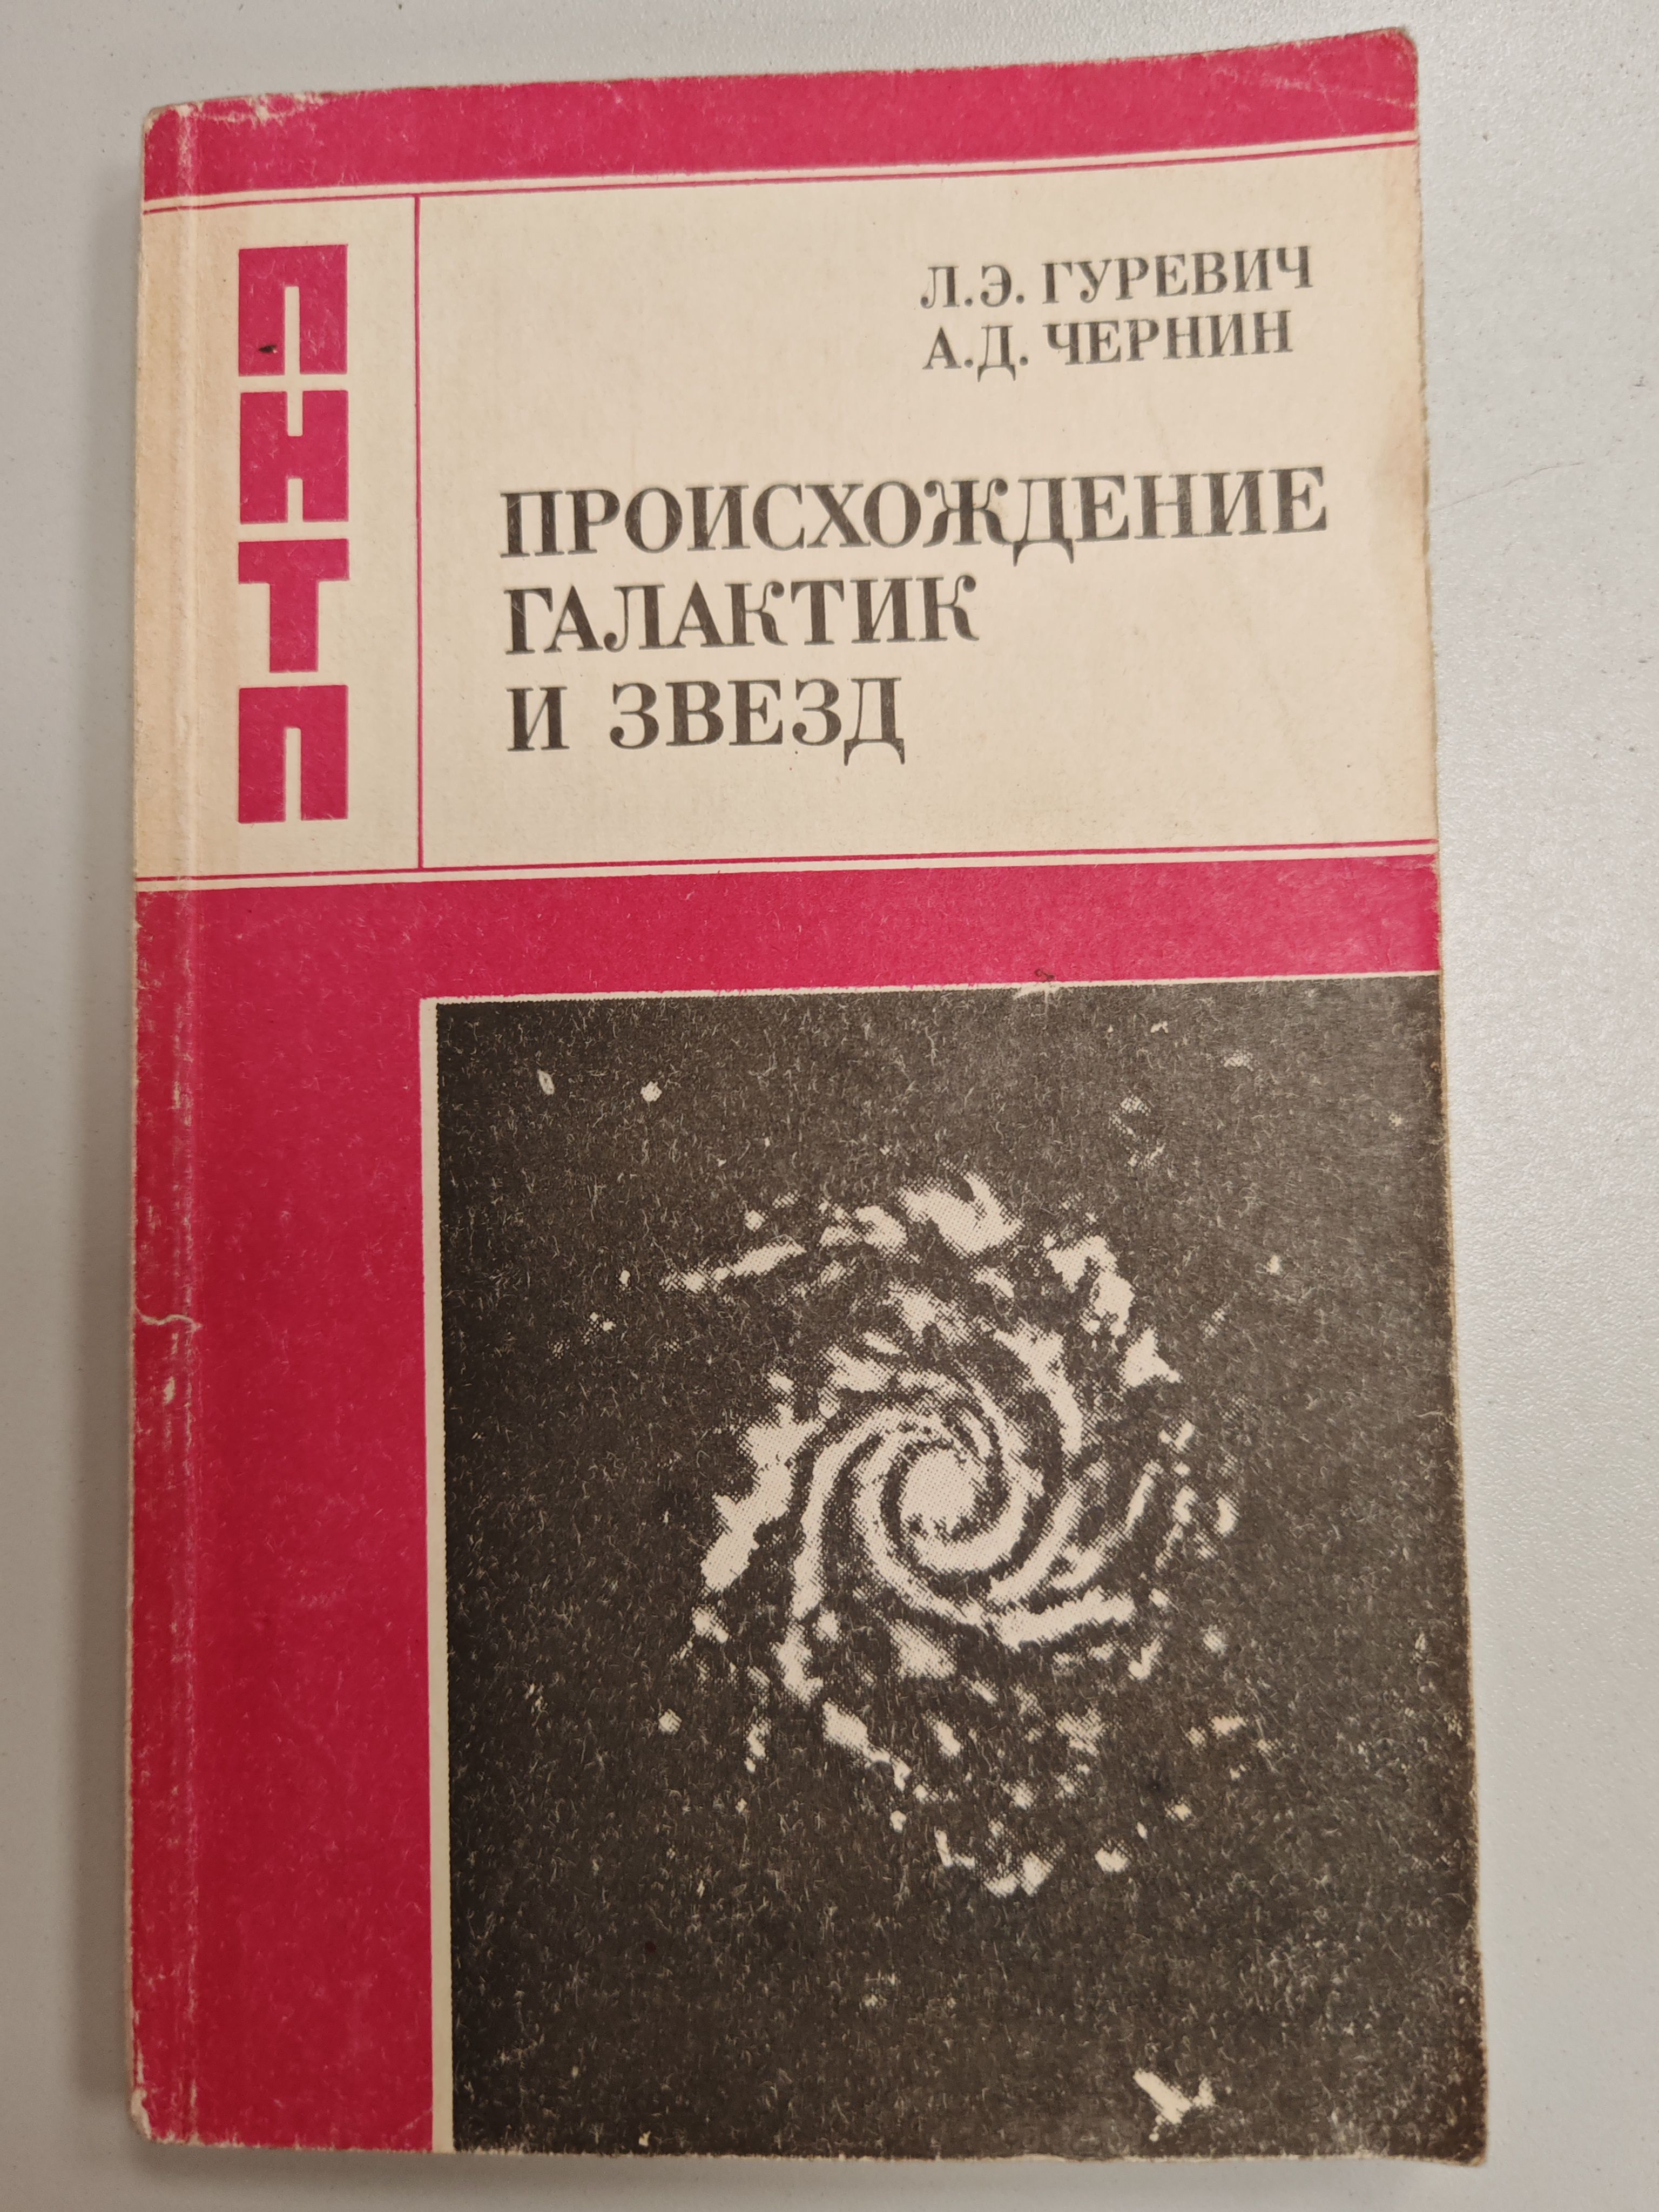 ПНТП
Л.Э. ГУРЕВИЧ
А.Д. ЧЕРНИН
ПРОИСХОЖДЕНИЕ
ГАЛАКТИК
И ЗВЕЗД